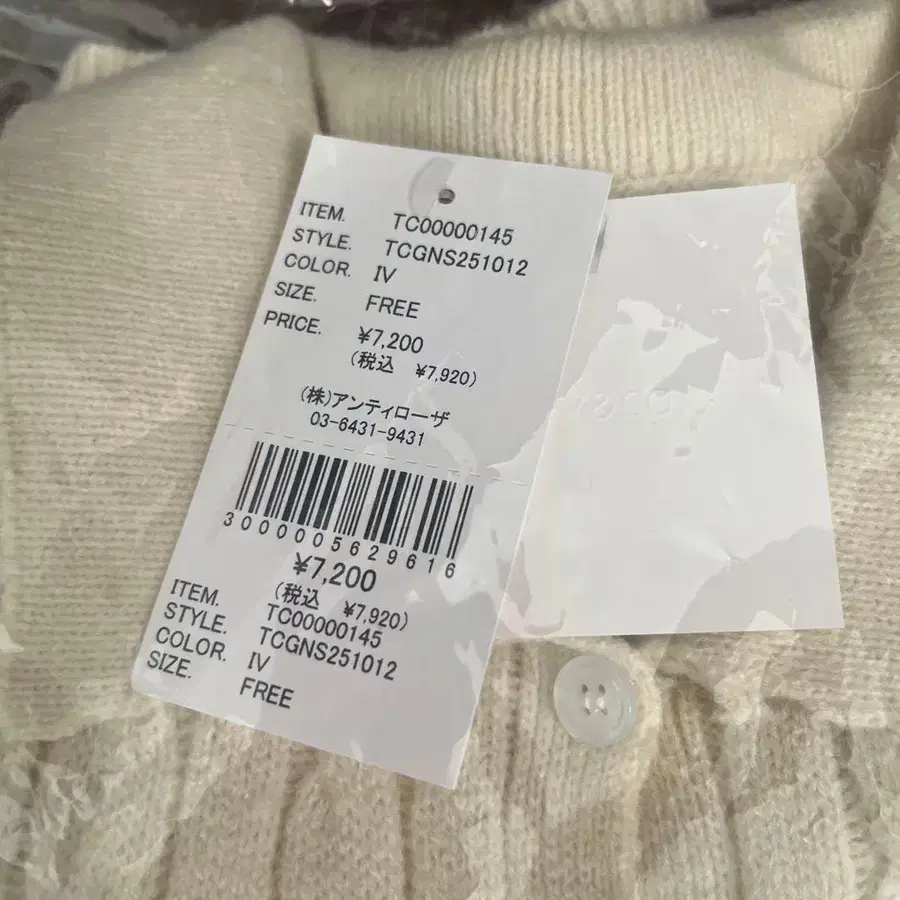 ITEM. TC00000145
STYLE. TCGNS251012
COLOR. IV
SIZE. FREE
PRICE. ¥7,200
(税込 ¥7,920)
(株)アンティローザ
03-6431-9431
3000005629616
¥7,200
(税込 ¥7,920)
ITEM. TC00000145
STYLE. TCGNS251012
COLOR. IV
SIZE. FREE